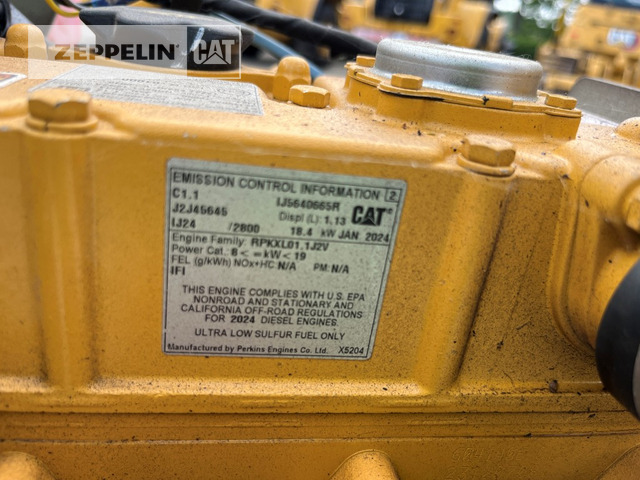 ZEPPELIN CAT
EMISSION CONTROL INFORMATION 2
C1.1 IJ5640665R
J2J45645 Displ (L): 1.13 CAT
IJ24 /2800 18.4 kW JAN 2024
Engine Family: RPKXL01.1J2V
Power Cat.: 8< =kW<19
FEL (g/kWh) NOx+HC: N/A PM: N/A
IFI
THIS ENGINE COMPLIES WITH U.S. EPA
NONROAD AND STATIONARY AND
CALIFORNIA OFF-ROAD REGULATIONS
FOR 2024 DIESEL ENGINES.
ULTRA LOW SULFUR FUEL ONLY
Manufactured by Perkins Engines Co. Ltd. X5204